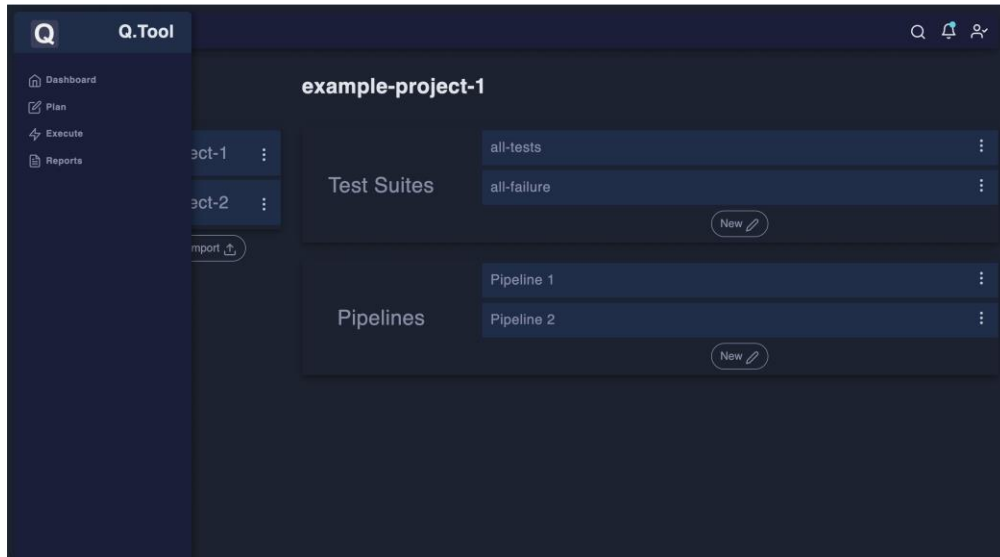 Q
Q.Tool
Dashboard
Plan
Execute
Reports
ect-1
ect-2
mport
example-project-1
Test Suites
all-tests
all-failure
New
Pipelines
Pipeline 1
Pipeline 2
New